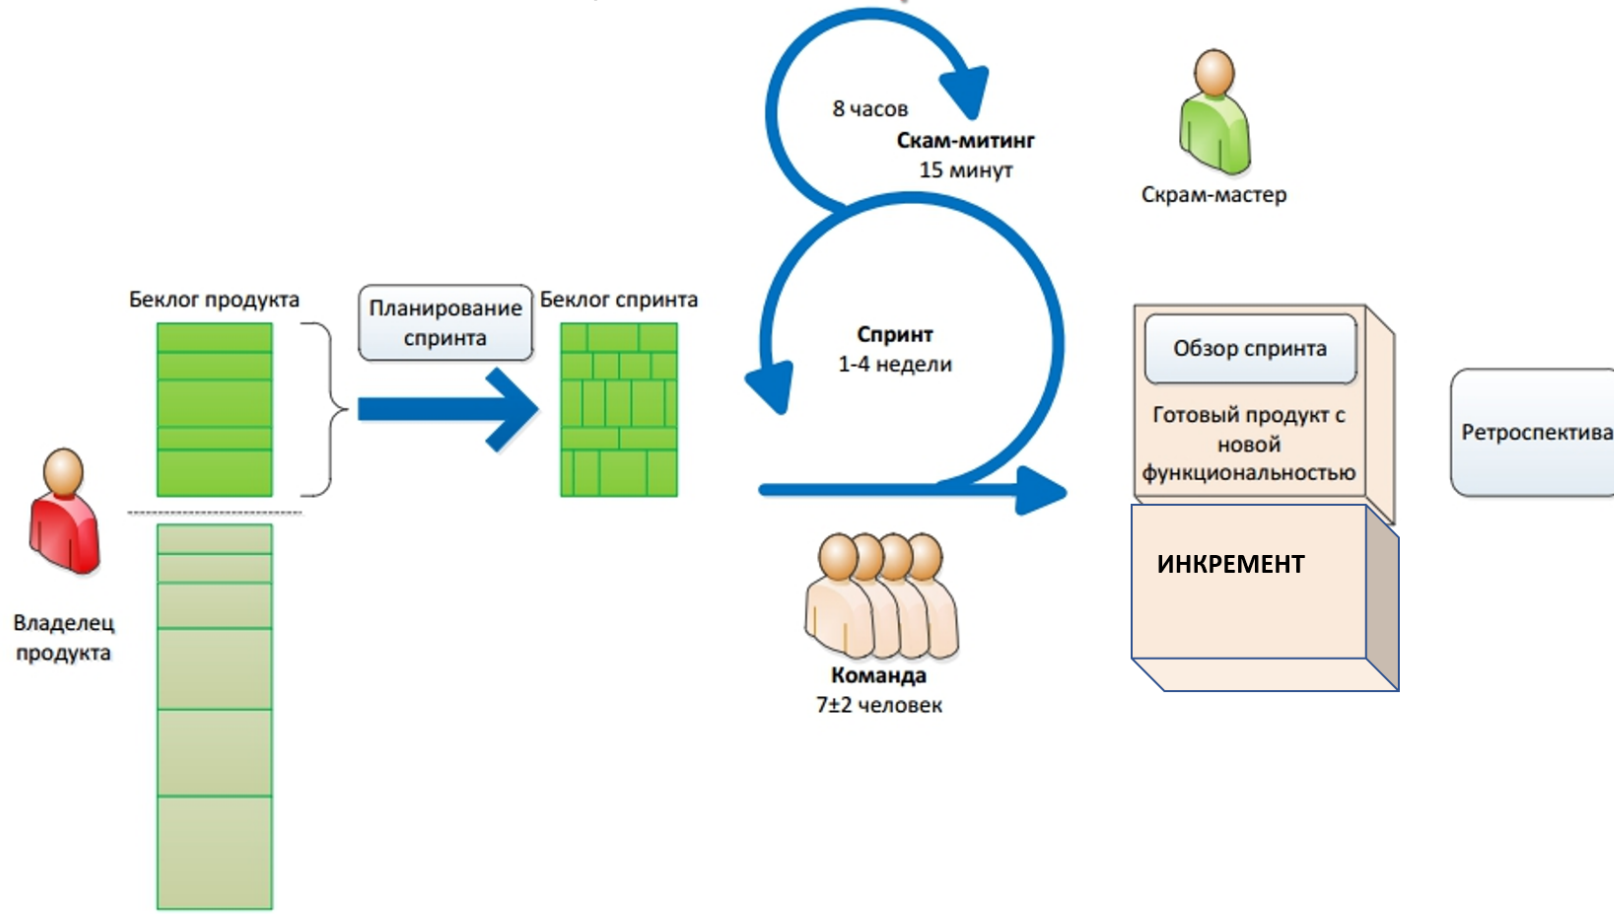 8 часов
Скам-митинг
15 минут
Скрам-мастер
Беклог продукта
Планирование
спринта
Беклог спринта
Спринт
1-4 недели
Обзор спринта
Готовый продукт с
новой
функциональностью
Ретроспектива
ИНКРЕМЕНТ
Владелец
продукта
Команда
7±2 человек